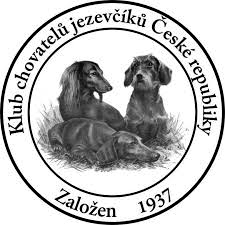 Klub chovatelů jezevčíků České republiky
Založen 1937